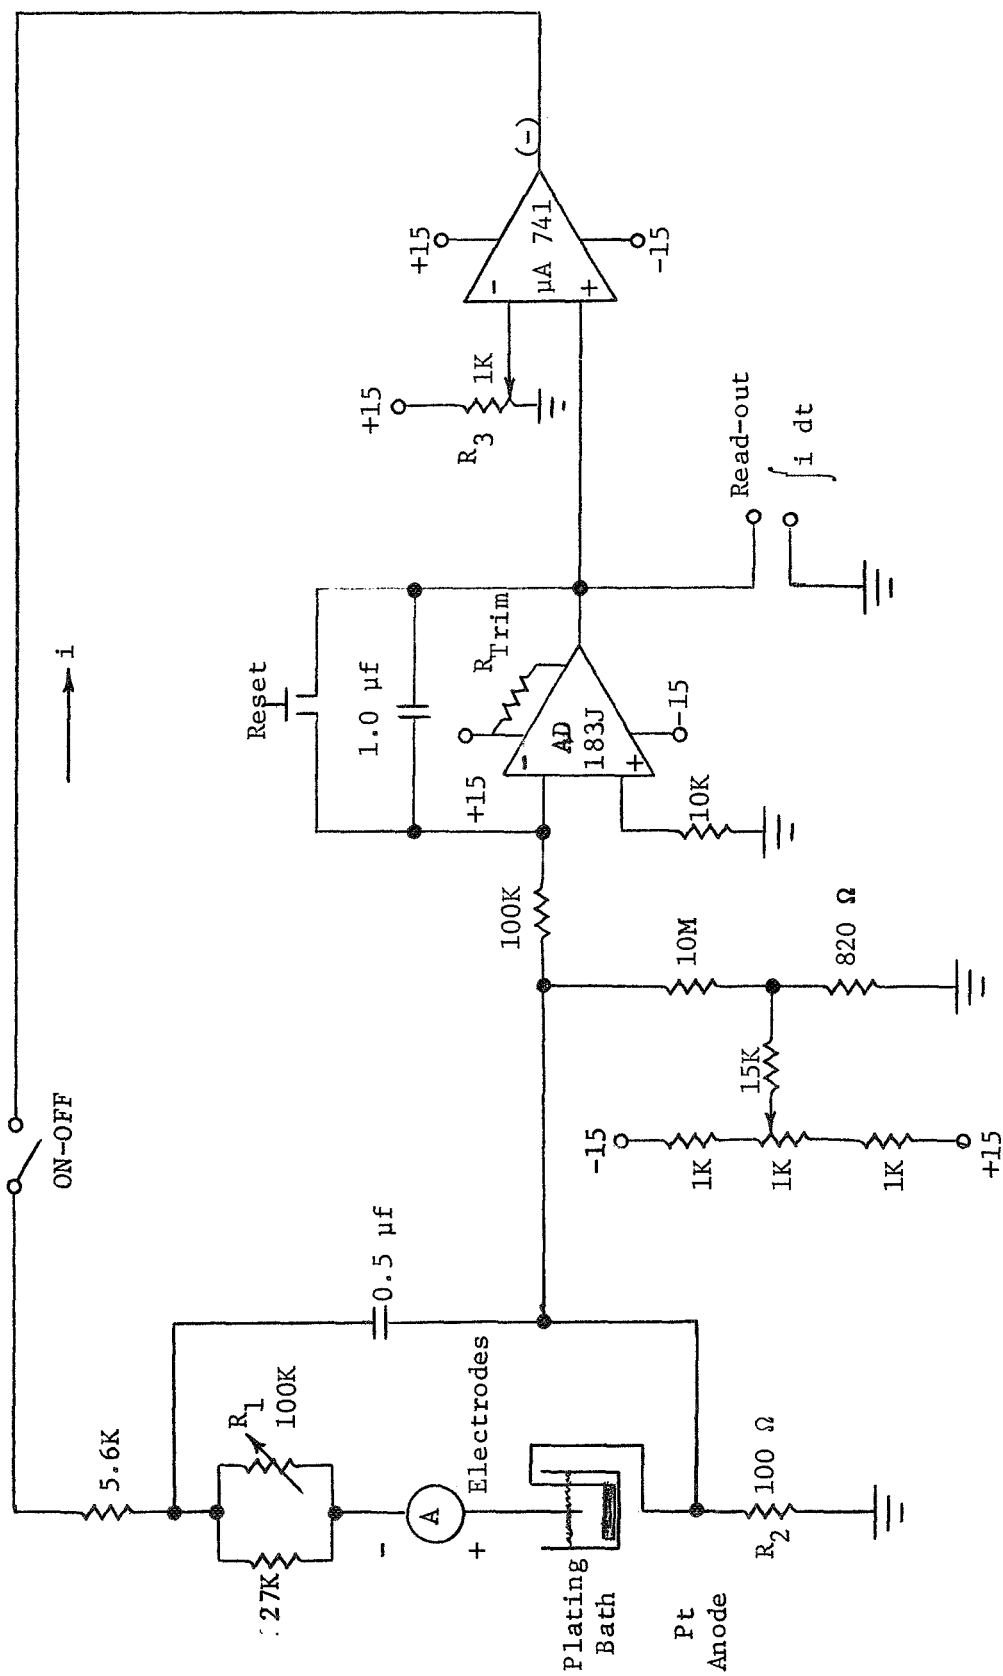 i
ON-OFF
5.6K
R1
100K
27K
-
A
+
Electrodes
0.5 μf
Plating
Bath
Pt
Anode
R2
100 Ω
-15
1K
1K
1K
+15
15K
10M
820 Ω
100K
Reset
1.0 μf
+15
RTrim
-
AD
183J
+
-15
10K
Read-out
∫ i dt
+15
R3
1K
+15
-
μA 741
+
-15
(-)